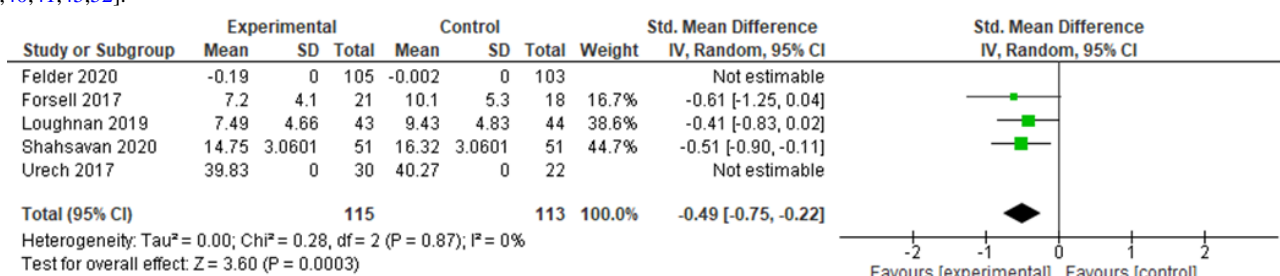 Experimental Control Std. Mean Difference Std. Mean Difference
Study or Subgroup Mean SD Total Mean SD Total Weight IV, Random, 95% CI IV, Random, 95% CI
Felder 2020 -0.19 0 105 -0.002 0 103 Not estimable
Forsell 2017 7.2 4.1 21 10.1 5.3 18 16.7% -0.61 [-1.25, 0.04]
Loughnan 2019 7.49 4.66 43 9.43 4.83 44 38.6% -0.41 [-0.83, 0.02]
Shahsavan 2020 14.75 3.0601 51 16.32 3.0601 51 44.7% -0.51 [-0.90, -0.11]
Urech 2017 39.83 0 30 40.27 0 22 Not estimable
Total (95% CI) 115 113 100.0% -0.49 [-0.75, -0.22]
Heterogeneity: Tau² = 0.00; Chi² = 0.28, df = 2 (P = 0.87); I² = 0%
Test for overall effect: Z = 3.60 (P = 0.0003)
-2 -1 0 1 2
Favours [experimental] Favours [control]